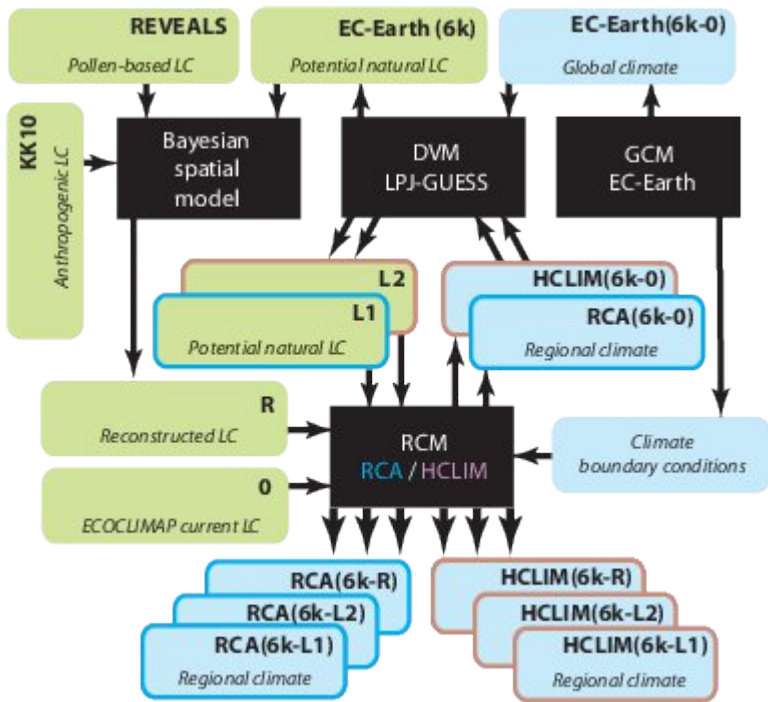 REVEALS
Pollen-based LC
EC-Earth (6k)
Potential natural LC
EC-Earth(6k-0)
Global climate
KK10
Anthropogenic LC
Bayesian
spatial
model
DVM
LPJ-GUESS
GCM
EC-Earth
L2
L1
Potential natural LC
HCLIM(6k-0)
RCA(6k-0)
Regional climate
R
Reconstructed LC
RCM
RCA / HCLIM
Climate
boundary conditions
0
ECOCLIMAP current LC
RCA(6k-R)
RCA(6k-L2)
RCA(6k-L1)
Regional climate
HCLIM(6k-R)
HCLIM(6k-L2)
HCLIM(6k-L1)
Regional climate